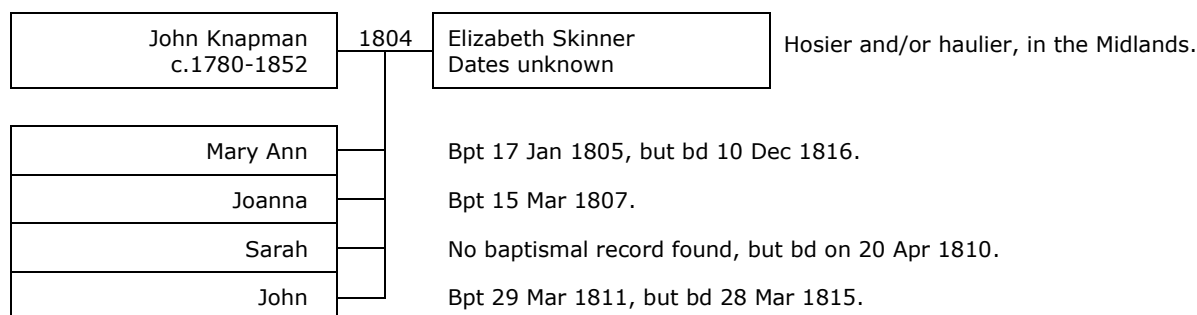 John Knapman
c.1780-1852
1804
Elizabeth Skinner
Dates unknown
Hosier and/or haulier, in the Midlands.
Mary Ann
Bpt 17 Jan 1805, but bd 10 Dec 1816.
Joanna
Bpt 15 Mar 1807.
Sarah
No baptismal record found, but bd on 20 Apr 1810.
John
Bpt 29 Mar 1811, but bd 28 Mar 1815.